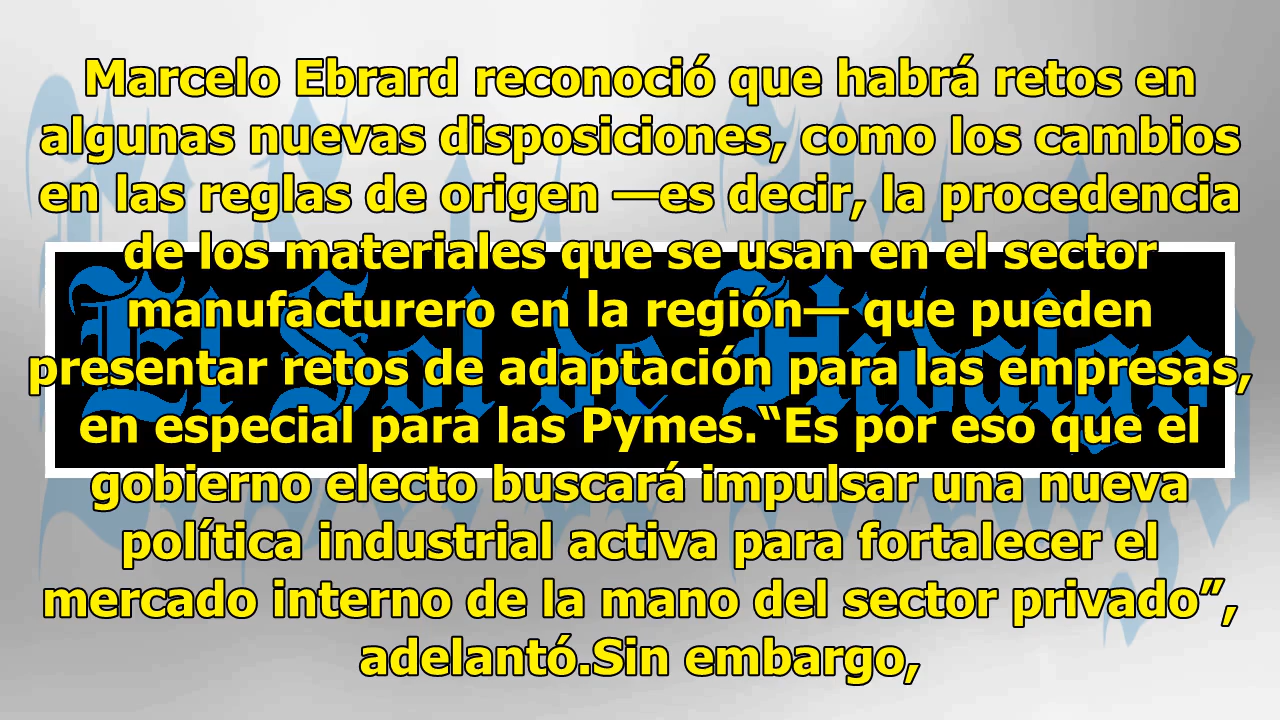 Marcelo Ebrard reconoció que habrá retos en
algunas nuevas disposiciones, como los cambios
en las reglas de origen —es decir, la procedencia
de los materiales que se usan en el sector
manufacturero en la región— que pueden
presentar retos de adaptación para las empresas,
en especial para las Pymes.“Es por eso que el
gobierno electo buscará impulsar una nueva
política industrial activa para fortalecer el
mercado interno de la mano del sector privado”,
adelantó.Sin embargo,
El Sol de Hidalgo